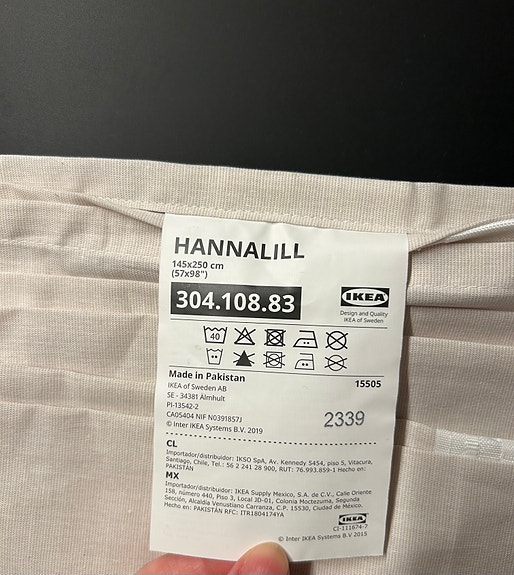 HANNALILL
145x250 cm
(57x98")
304.108.83
IKEA
Design and Quality
IKEA of Sweden
40
Made in Pakistan
15505
IKEA of Sweden AB
SE - 34381 Älmhult
PI-13542-2
CA05404 NIF N0391857J
© Inter IKEA Systems B.V. 2019
2339
CL
Importador/distribuidor: IKSO SpA, Av. Kennedy 5454, piso 5, Vitacura,
Santiago, Chile, Tel.: 56 2 241 28 900, RUT: 76.993.859-1 Hecho en:
PAKISTÁN
MX
Importador/distribuidor: IKEA Supply Mexico, S.A. de C.V., Calle Oriente
158, número 440, Piso 3, Local JD-01, Colonia Moctezuma, Segunda
Sección, Alcaldía Venustiano Carranza, C.P. 15530, Ciudad de México.
Hecho en: PAKISTÁN RFC: ITR1804174YA
IKEA
CI-111674-7
© Inter IKEA Systems B.V 2015